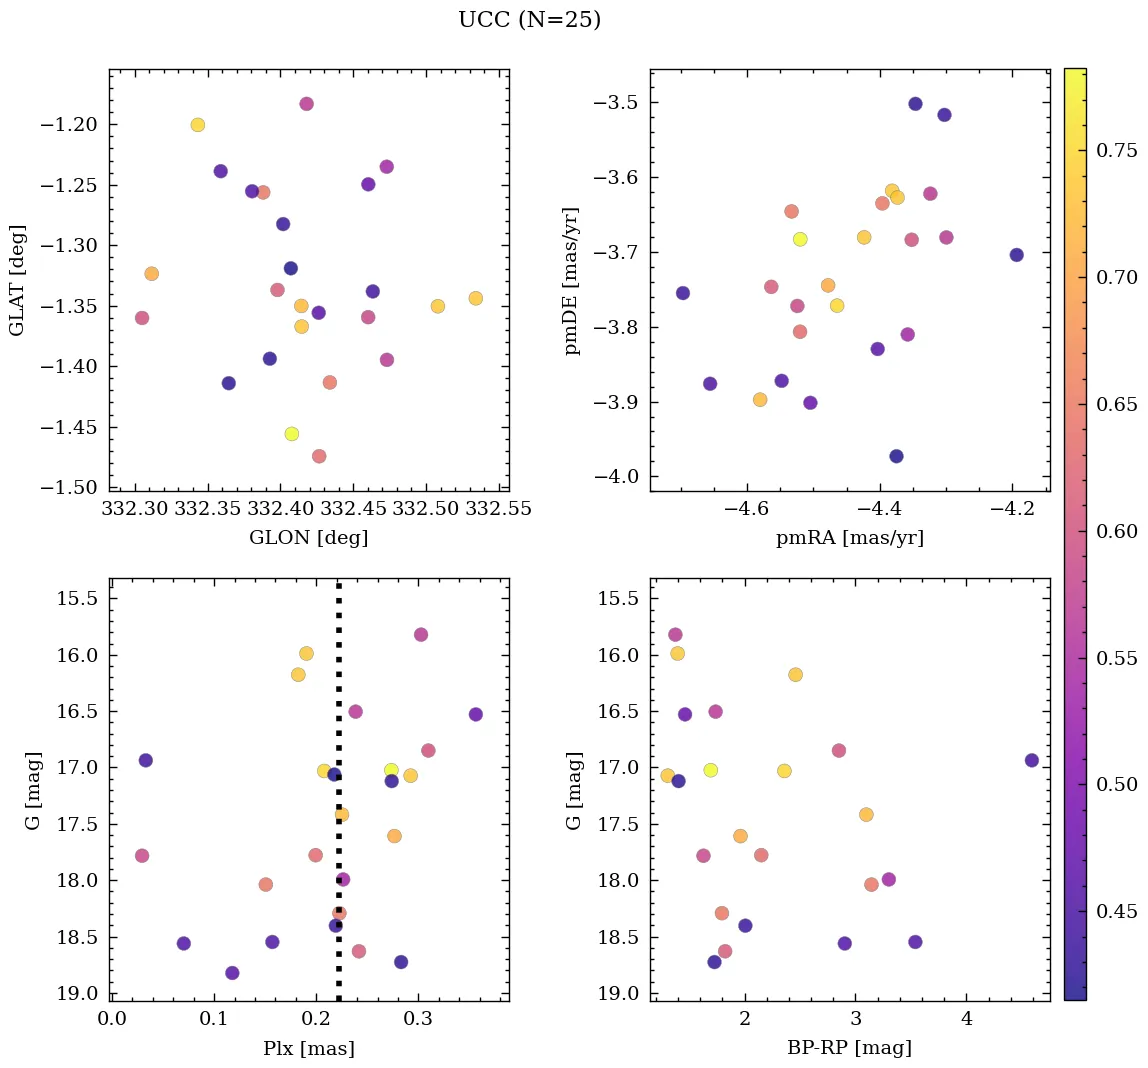 UCC (N=25)
−1.20
−1.25
−1.30
−1.35
−1.40
−1.45
−1.50
GLAT [deg]
332.30 332.35 332.40 332.45 332.50 332.55
GLON [deg]
−3.5
−3.6
−3.7
−3.8
−3.9
−4.0
pmDE [mas/yr]
−4.6 −4.4 −4.2
pmRA [mas/yr]
0.75
0.70
0.65
0.60
0.55
0.50
0.45
15.5
16.0
16.5
17.0
17.5
18.0
18.5
19.0
G [mag]
0.0 0.1 0.2 0.3
Plx [mas]
15.5
16.0
16.5
17.0
17.5
18.0
18.5
19.0
G [mag]
2 3 4
BP-RP [mag]